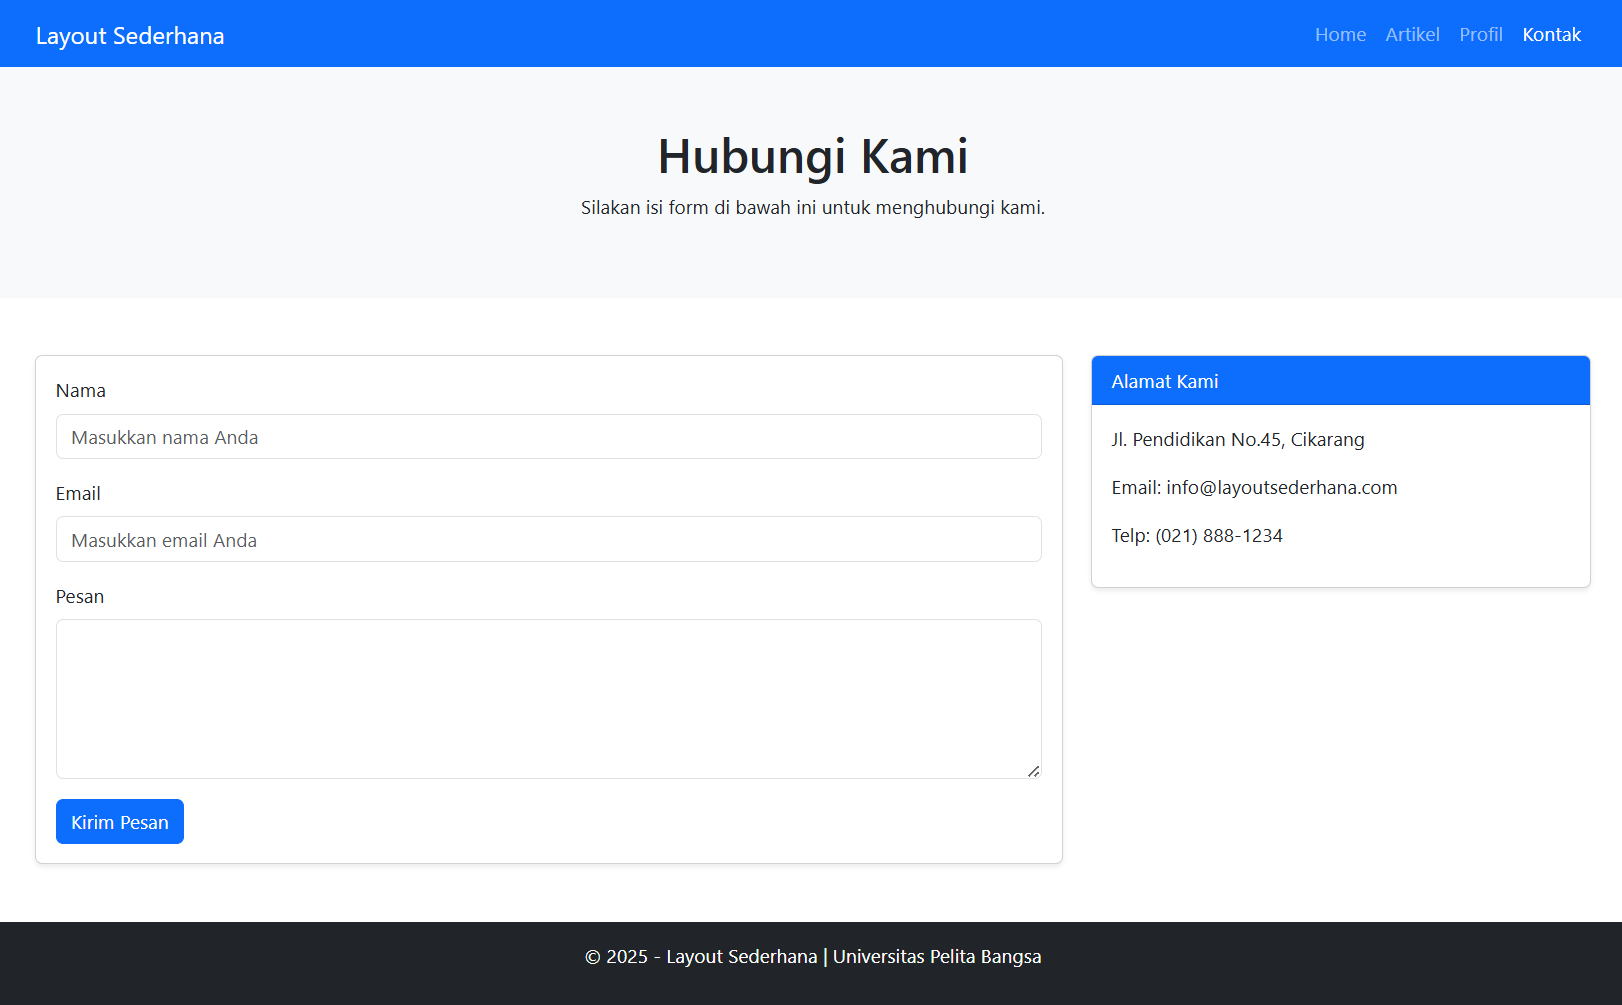 Layout Sederhana
Home Artikel Profil Kontak
Hubungi Kami
Silakan isi form di bawah ini untuk menghubungi kami.
Nama
Masukkan nama Anda
Email
Masukkan email Anda
Pesan
Kirim Pesan
Alamat Kami
Jl. Pendidikan No.45, Cikarang
Email: info@layoutsederhana.com
Telp: (021) 888-1234
© 2025 - Layout Sederhana | Universitas Pelita Bangsa